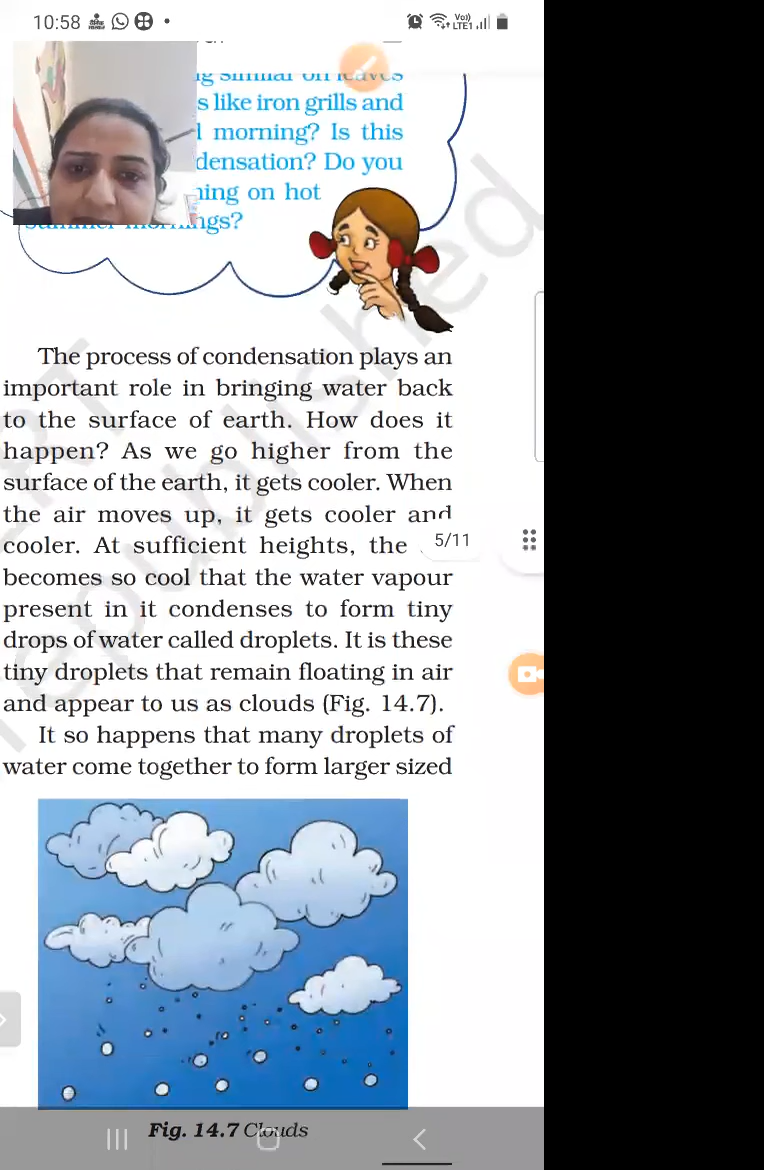 10:58
Vo))
LTE1
s like iron grills and
morning? Is this
densation? Do you
ning on hot
summer mornings?
The process of condensation plays an
important role in bringing water back
to the surface of earth. How does it
happen? As we go higher from the
surface of the earth, it gets cooler. When
the air moves up, it gets cooler and
5/11
cooler. At sufficient heights, the
becomes so cool that the water vapour
present in it condenses to form tiny
drops of water called droplets. It is these
tiny droplets that remain floating in air
and appear to us as clouds (Fig. 14.7).
It so happens that many droplets of
water come together to form larger sized
Fig. 14.7 Clouds